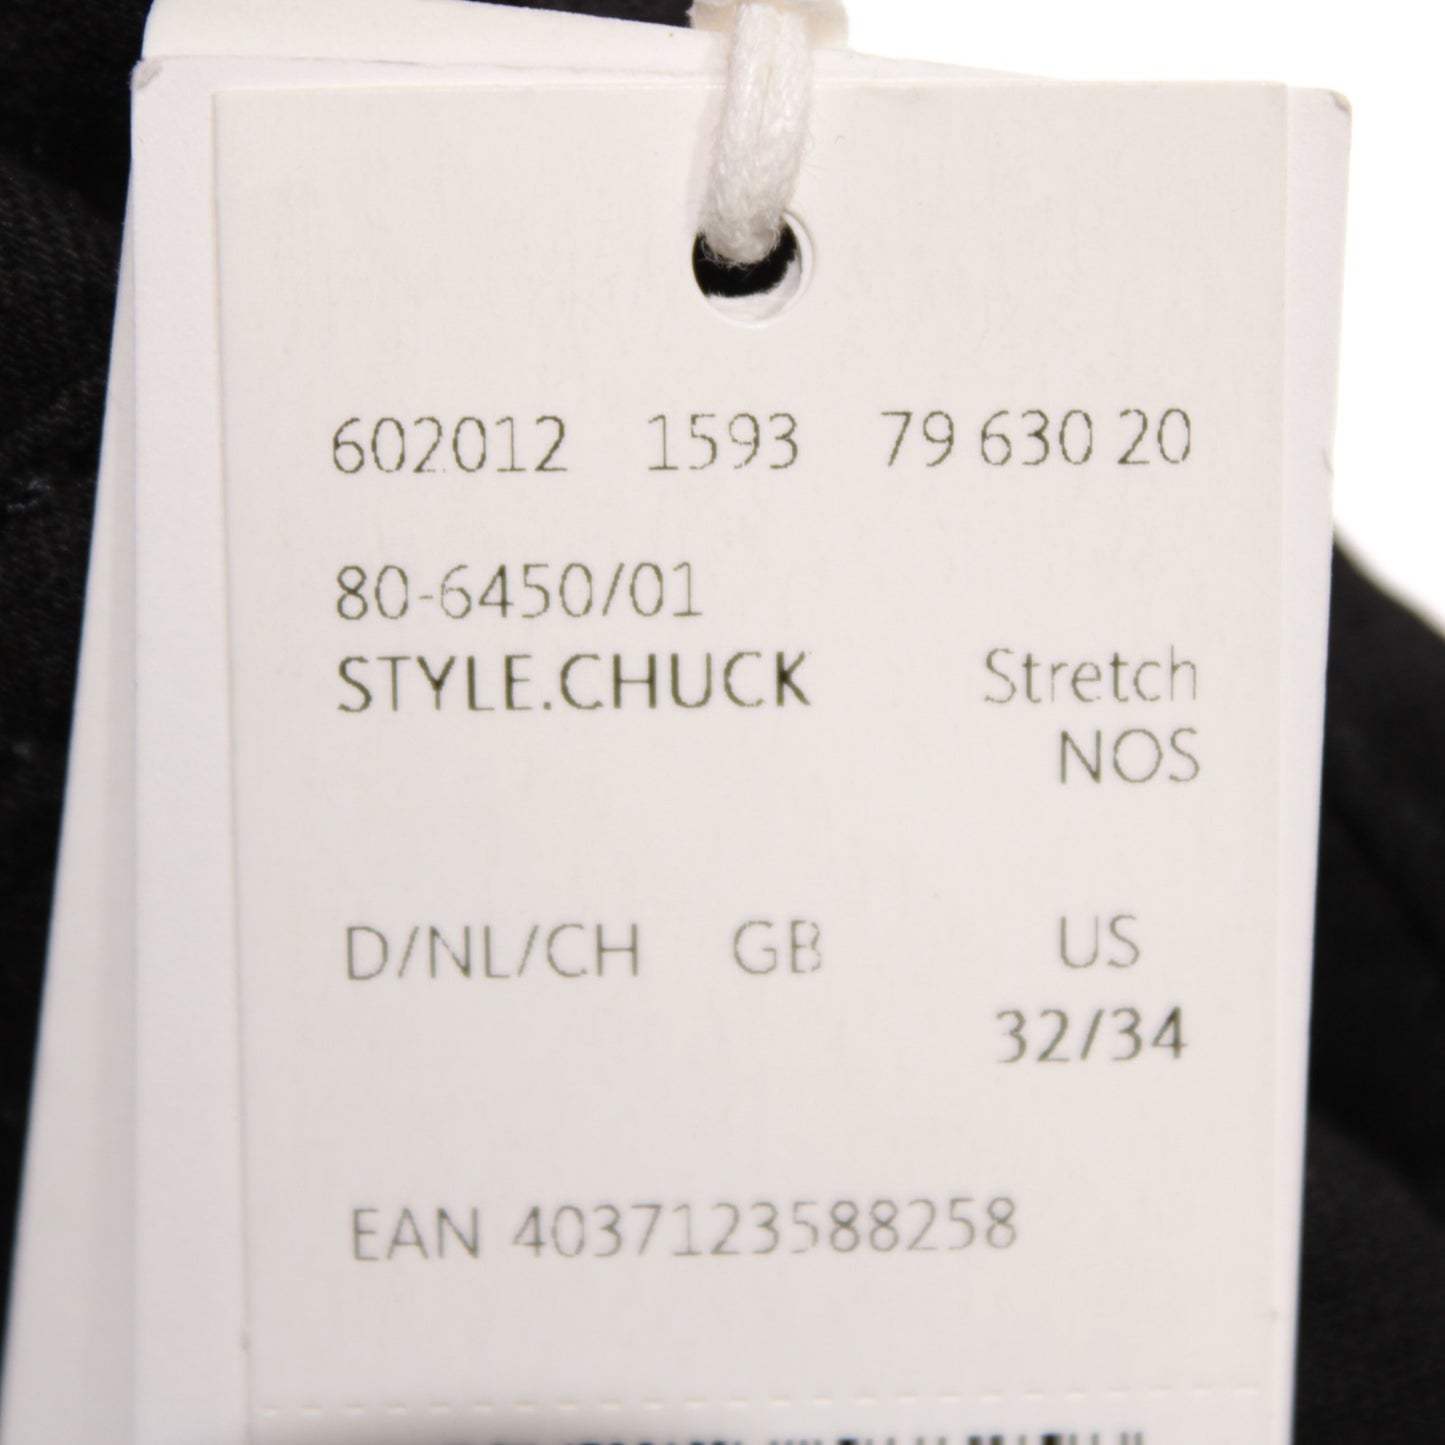 602012 1593 79 630 20
80-6450/01
STYLE.CHUCK Stretch
NOS
D/NL/CH GB US
32/34
EAN 4037123588258